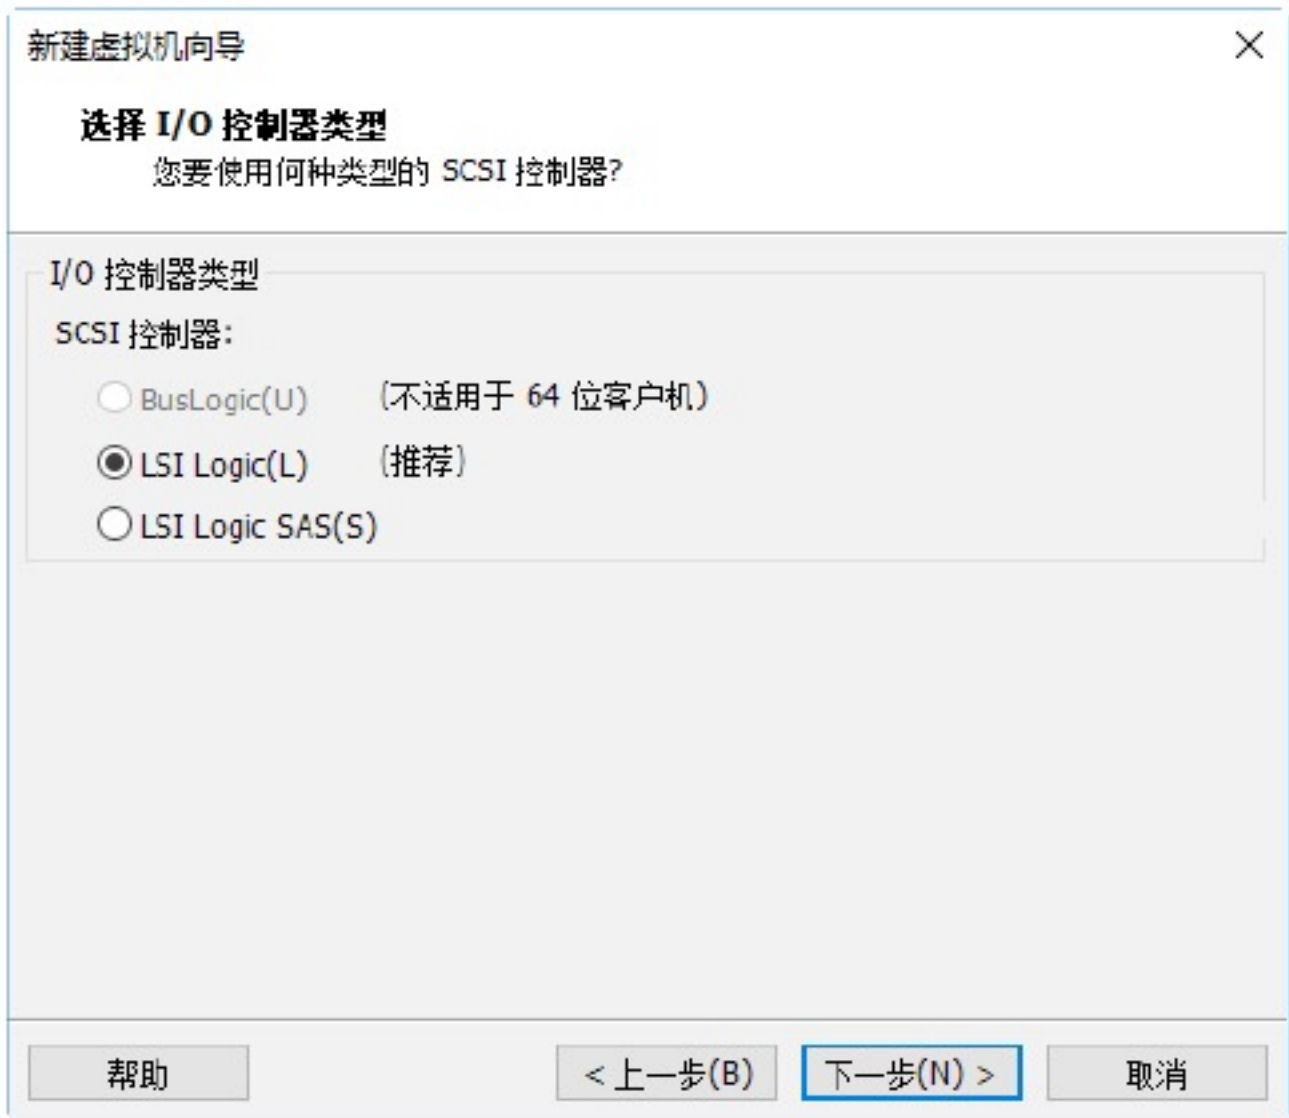 新建虚拟机向导
选择 I/O 控制器类型
您要使用何种类型的 SCSI 控制器?
I/O 控制器类型
SCSI 控制器:
BusLogic(U) (不适用于 64 位客户机)
LSI Logic(L) (推荐)
LSI Logic SAS(S)
帮助 < 上一步(B) 下一步(N) > 取消